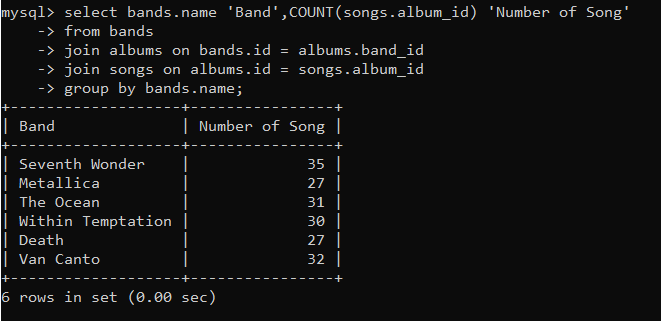 mysql> select bands.name 'Band',COUNT(songs.album_id) 'Number of Song'
    -> from bands
    -> join albums on bands.id = albums.band_id
    -> join songs on albums.id = songs.album_id
    -> group by bands.name;
+-------------------+----------------+
| Band              | Number of Song |
+-------------------+----------------+
| Seventh Wonder    |             35 |
| Metallica         |             27 |
| The Ocean         |             31 |
| Within Temptation |             30 |
| Death             |             27 |
| Van Canto         |             32 |
+-------------------+----------------+
6 rows in set (0.00 sec)